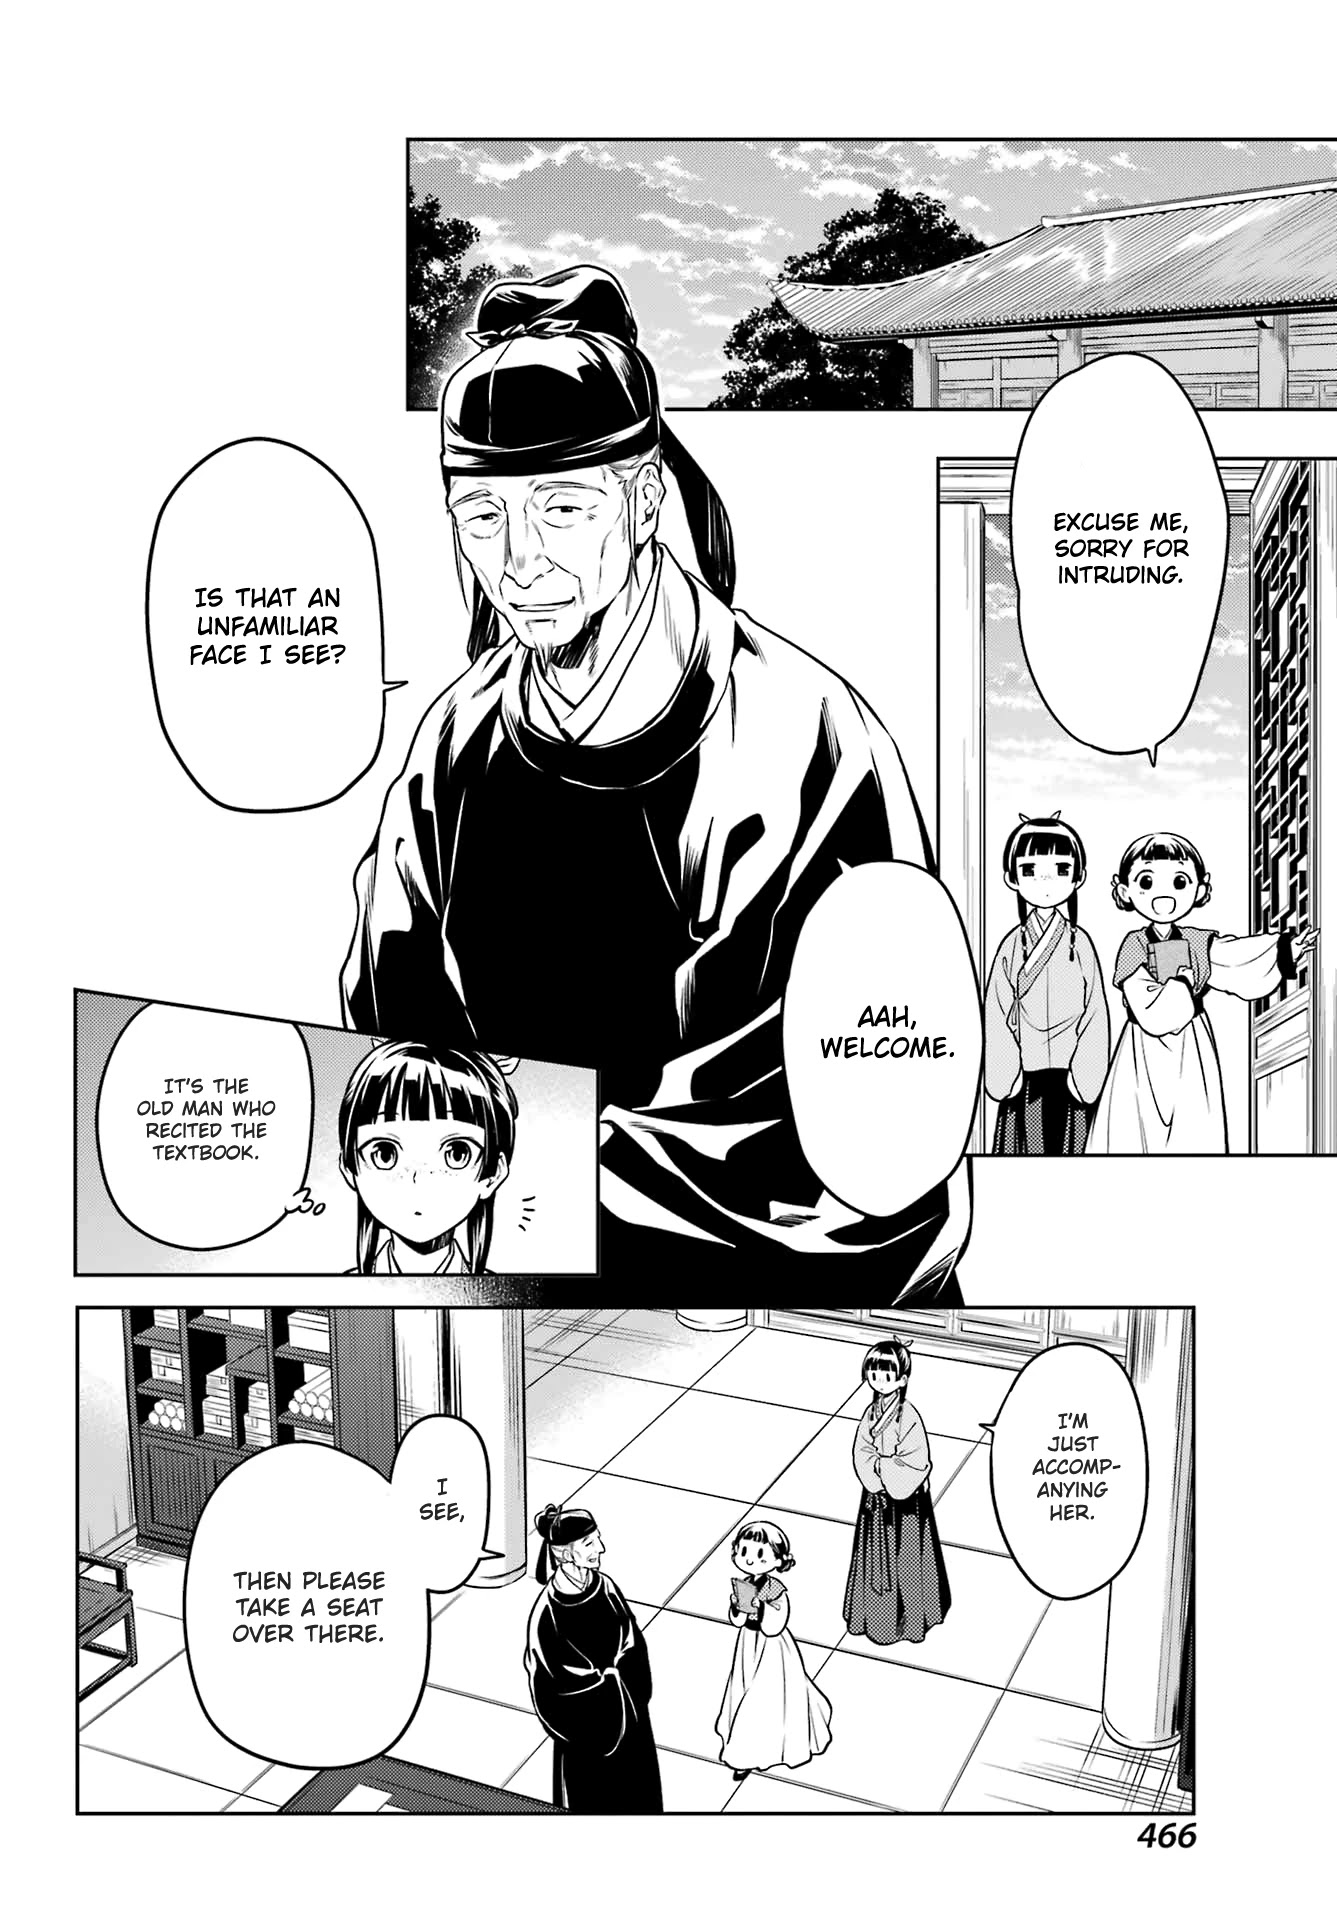 EXCUSE ME,
SORRY FOR
INTRUDING.
AAH,
WELCOME.
IS THAT AN
UNFAMILIAR
FACE I SEE?
IT'S THE
OLD MAN WHO
RECITED THE
TEXTBOOK.
I'M
JUST
ACCOMP-
ANYING
HER.
I
SEE,
THEN PLEASE
TAKE A SEAT
OVER THERE.
466